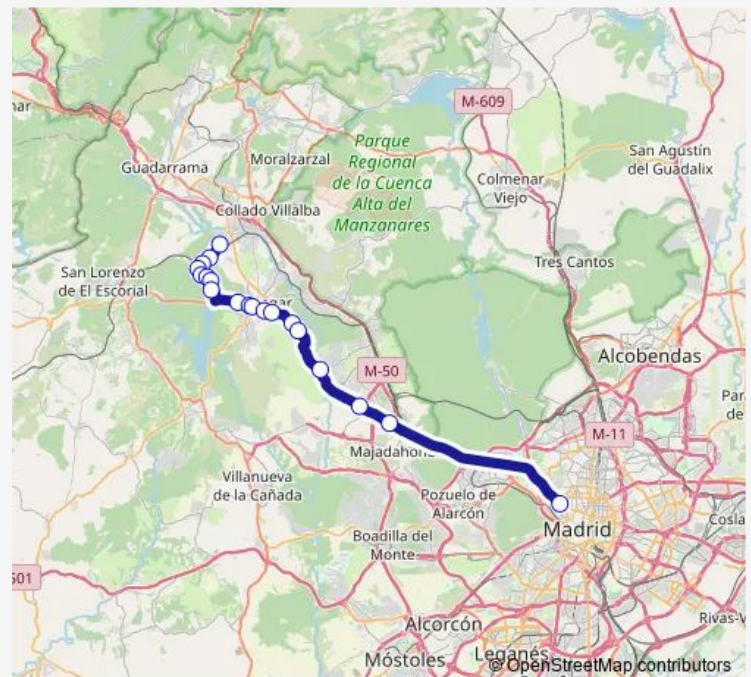 M-609
San Agustín
del Guadalix
Parque
Regional
de la Cuenca
Alta del
Manzanares
Guadarrama
Moralzarzal
Colmenar
Viejo
Collado Villalba
San Lorenzo
de El Escorial
Tres Cantos
Alcobendas
M-50
M-11
Majadahon
Villanueva
de la Cañada
Pozuelo de
Alarcón
Madrid
Boadilla del
Monte
Alcorcón
Rivas-V
Móstoles
Leganés
© OpenStreetMap contributors